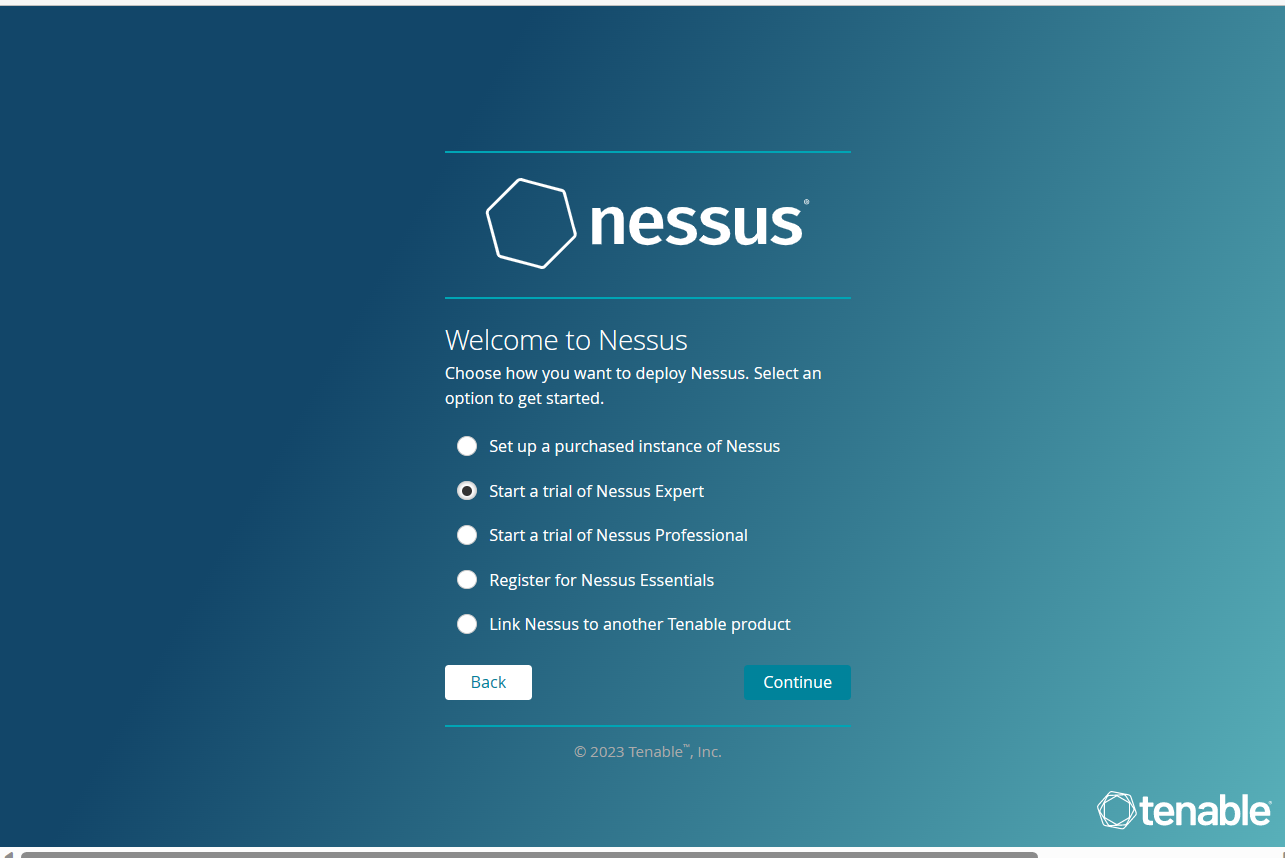 nessus®
Welcome to Nessus
Choose how you want to deploy Nessus. Select an
option to get started.
Set up a purchased instance of Nessus
Start a trial of Nessus Expert
Start a trial of Nessus Professional
Register for Nessus Essentials
Link Nessus to another Tenable product
Back
Continue
© 2023 Tenable™, Inc.
tenable®